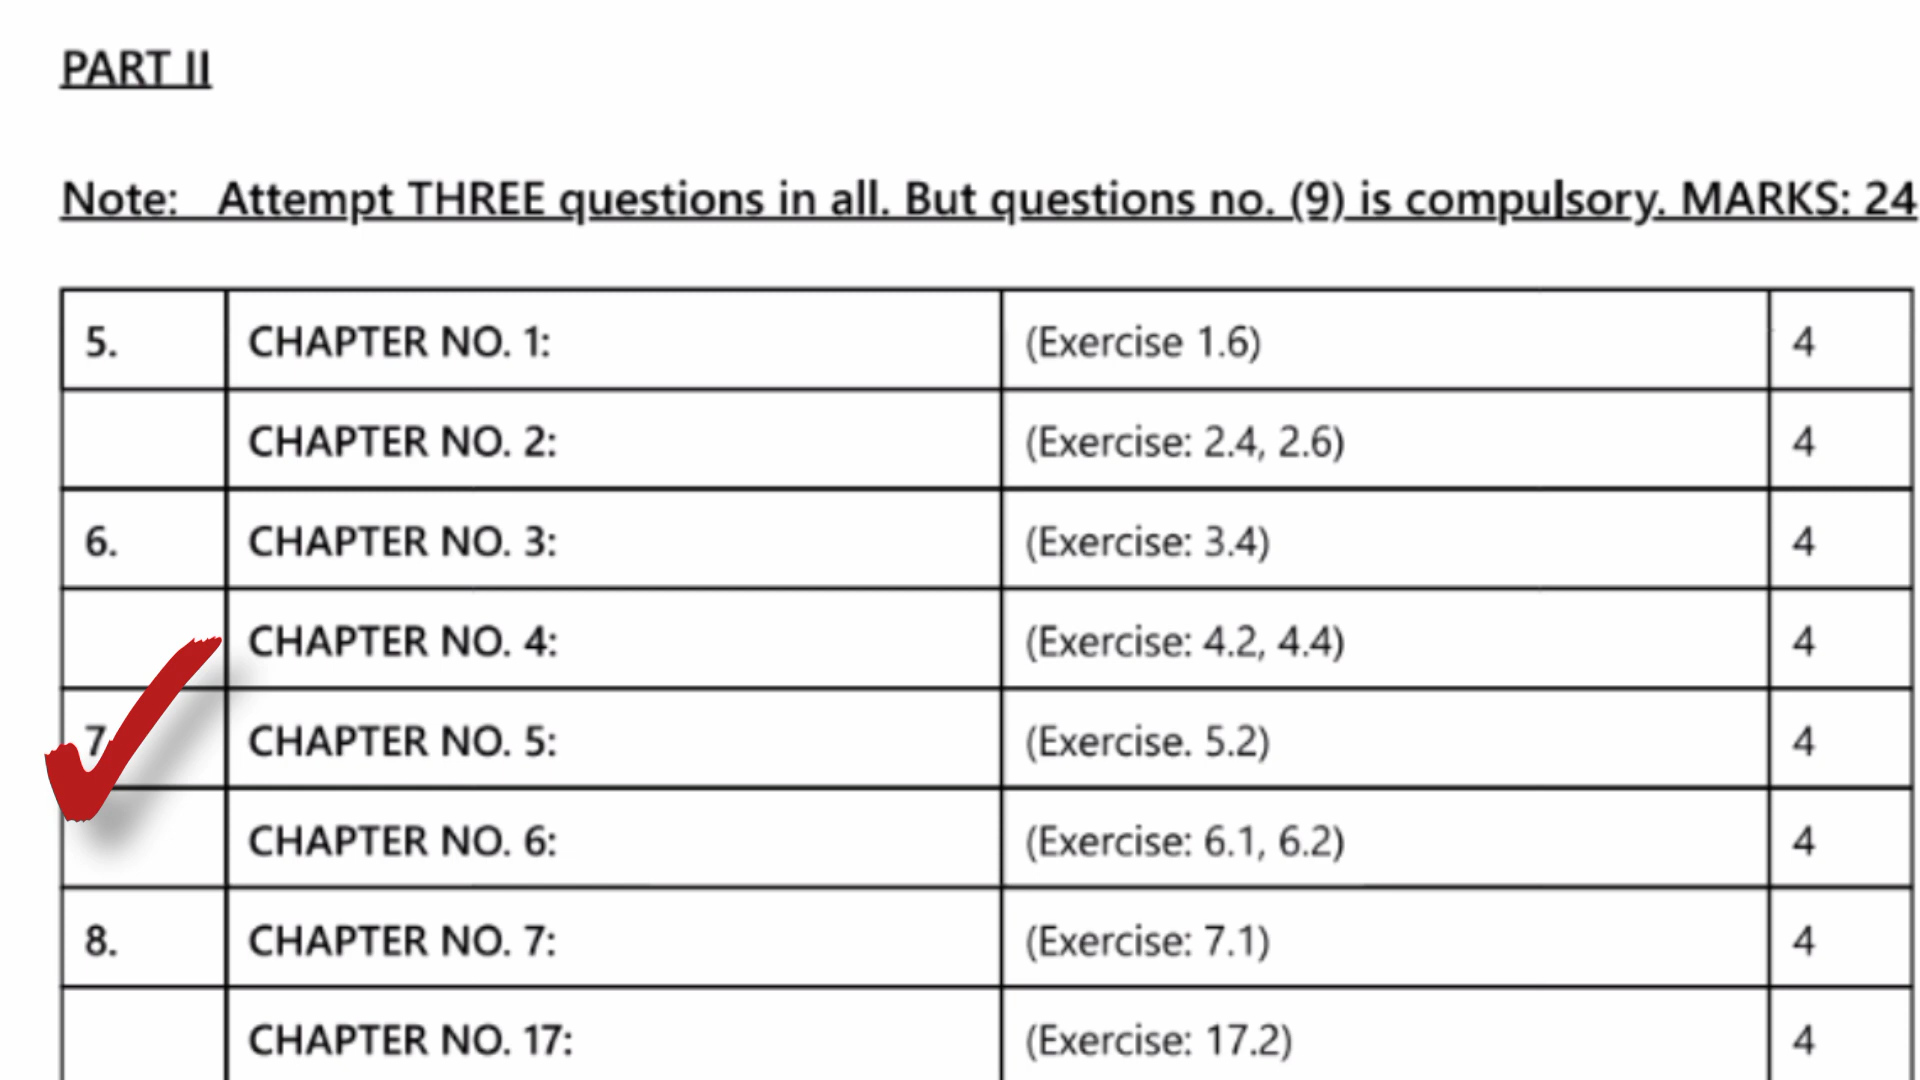 PART II
Note: Attempt THREE questions in all. But questions no. (9) is compulsory. MARKS: 24
5. CHAPTER NO. 1: (Exercise 1.6) 4
CHAPTER NO. 2: (Exercise: 2.4, 2.6) 4
6. CHAPTER NO. 3: (Exercise: 3.4) 4
CHAPTER NO. 4: (Exercise: 4.2, 4.4) 4
7 CHAPTER NO. 5: (Exercise. 5.2) 4
CHAPTER NO. 6: (Exercise: 6.1, 6.2) 4
8. CHAPTER NO. 7: (Exercise: 7.1) 4
CHAPTER NO. 17: (Exercise: 17.2) 4